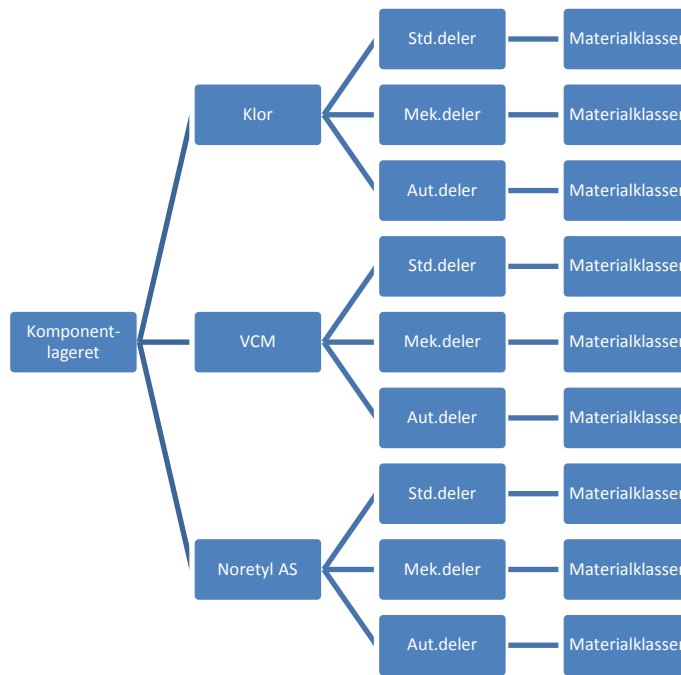 Komponent-
lageret
Klor
Std.deler
Materialklasser
Mek.deler
Materialklasser
Aut.deler
Materialklasser
VCM
Std.deler
Materialklasser
Mek.deler
Materialklasser
Aut.deler
Materialklasser
Noretyl AS
Std.deler
Materialklasser
Mek.deler
Materialklasser
Aut.deler
Materialklasser